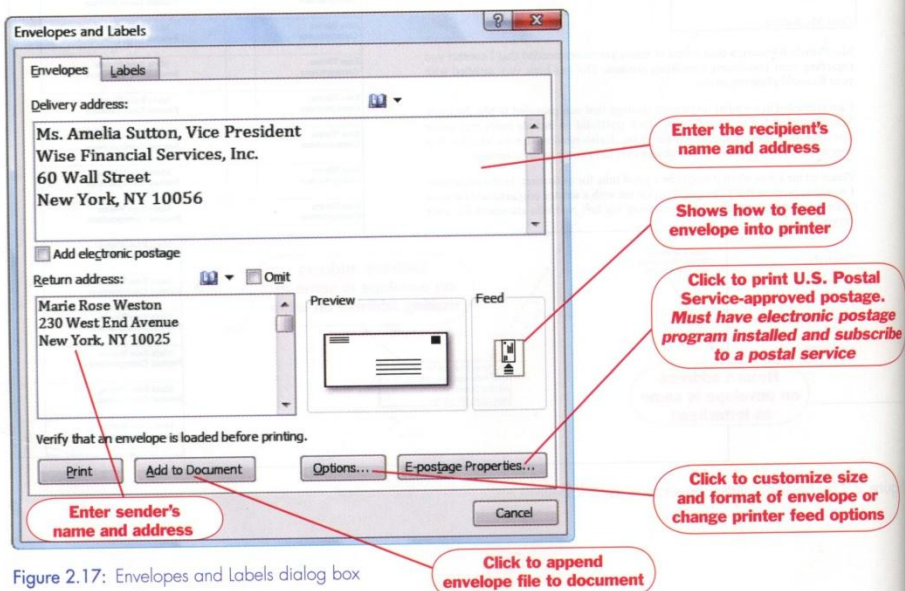 Envelopes and Labels
?
X
Envelopes
Labels
Delivery address:
Ms. Amelia Sutton, Vice President
Wise Financial Services, Inc.
60 Wall Street
New York, NY 10056
Add electronic postage
Return address:
Omit
Marie Rose Weston
230 West End Avenue
New York, NY 10025
Preview
Feed
Verify that an envelope is loaded before printing.
Print
Add to Document
Options...
E-postage Properties...
Cancel
Enter the recipient's
name and address
Shows how to feed
envelope into printer
Click to print U.S. Postal
Service-approved postage.
Must have electronic postage
program installed and subscribe
to a postal service
Click to customize size
and format of envelope or
change printer feed options
Enter sender's
name and address
Click to append
envelope file to document
Figure 2.17: Envelopes and Labels dialog box